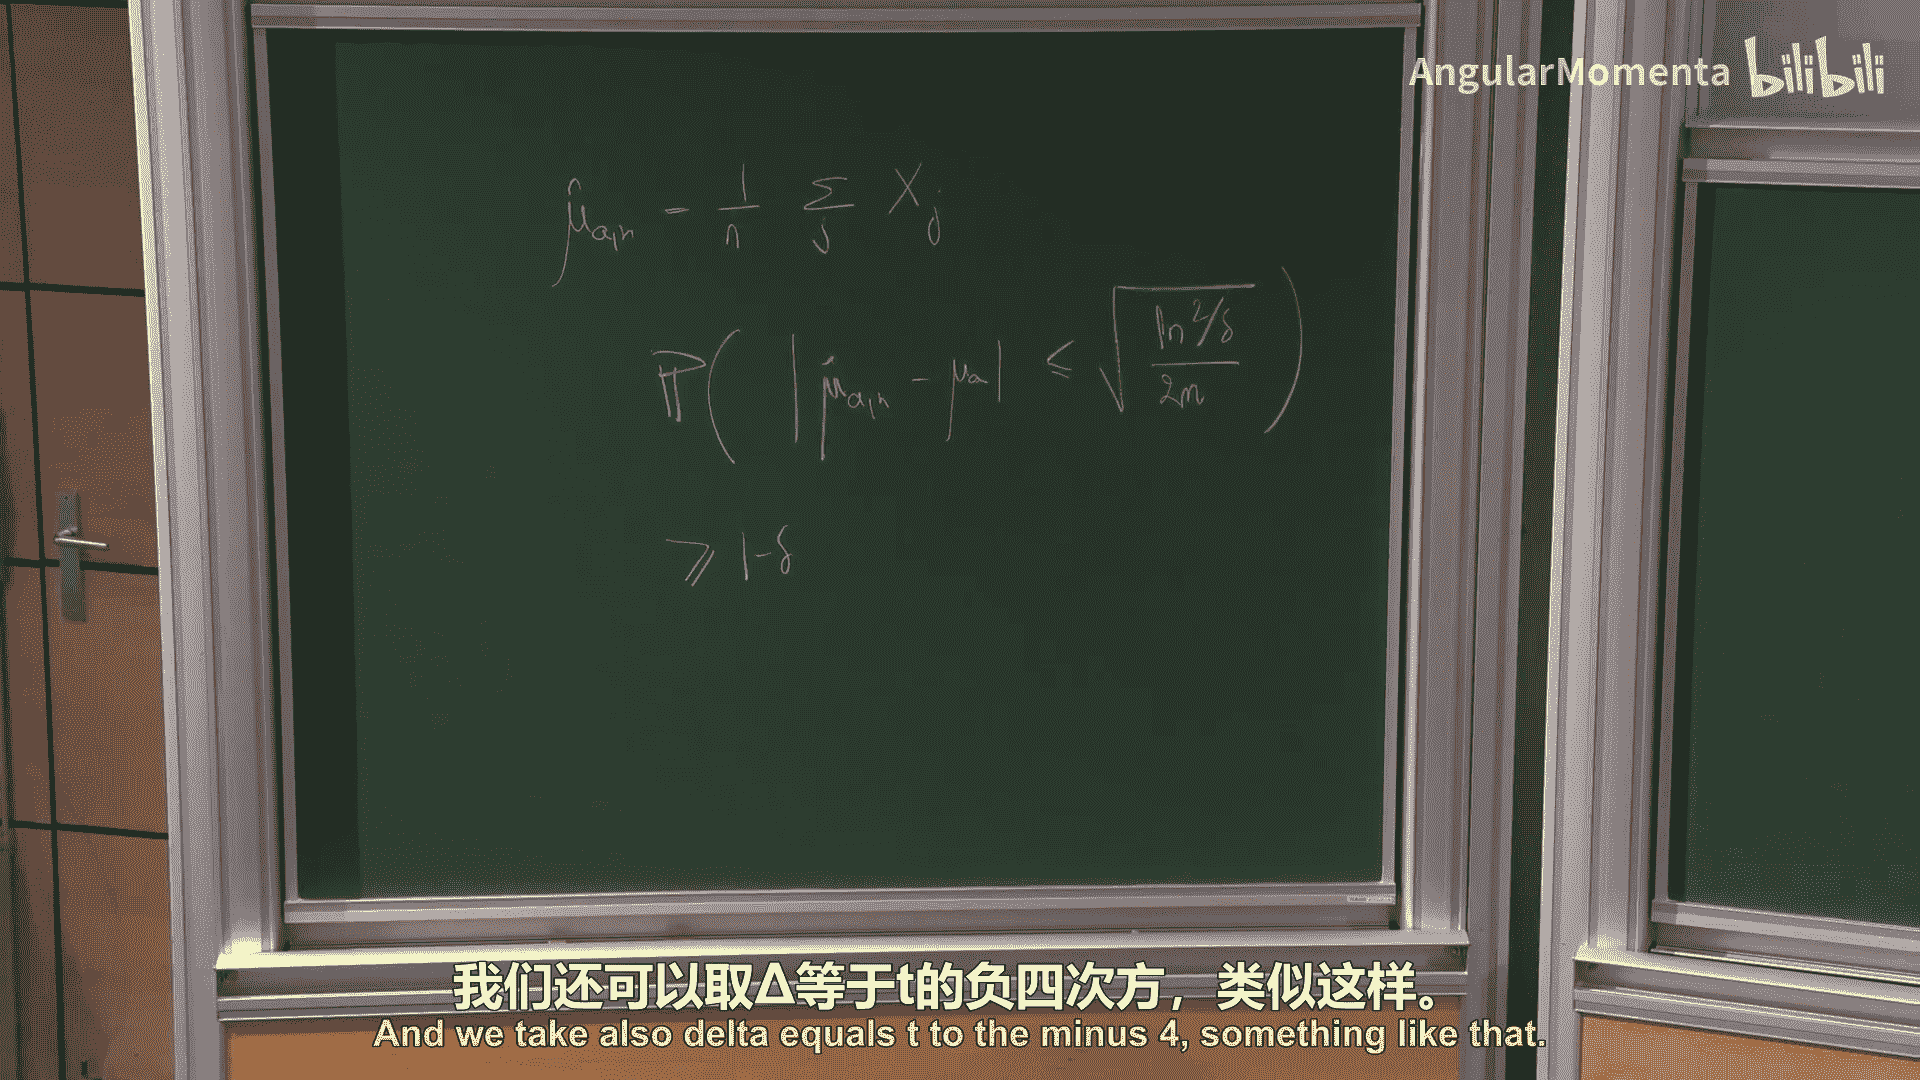 AngularMomenta bilibili
μ̂a,n = 1/n Σj Xj
ℙ( | μ̂a,n - μa | ≤ √(ln 2/δ / 2n) )
≥ 1-δ
我们还可以取Δ等于t的负四次方，类似这样。
And we take also delta equals t to the minus 4, something like that.